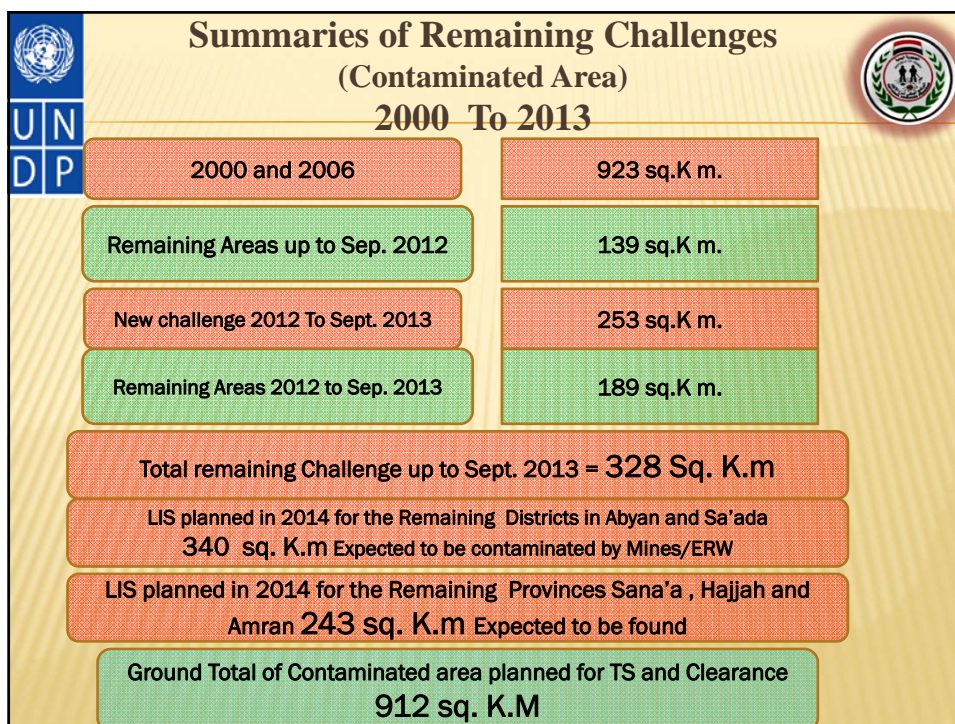 Summaries of Remaining Challenges
(Contaminated Area)
2000 To 2013
UN
DP
2000 and 2006
923 sq.K m.
Remaining Areas up to Sep. 2012
139 sq.K m.
New challenge 2012 To Sept. 2013
253 sq.K m.
Remaining Areas 2012 to Sep. 2013
189 sq.K m.
Total remaining Challenge up to Sept. 2013 = 328 Sq. K.m
LIS planned in 2014 for the Remaining Districts in Abyan and Sa’ada
340 sq. K.m Expected to be contaminated by Mines/ERW
LIS planned in 2014 for the Remaining Provinces Sana’a , Hajjah and
Amran 243 sq. K.m Expected to be found
Ground Total of Contaminated area planned for TS and Clearance
912 sq. K.M